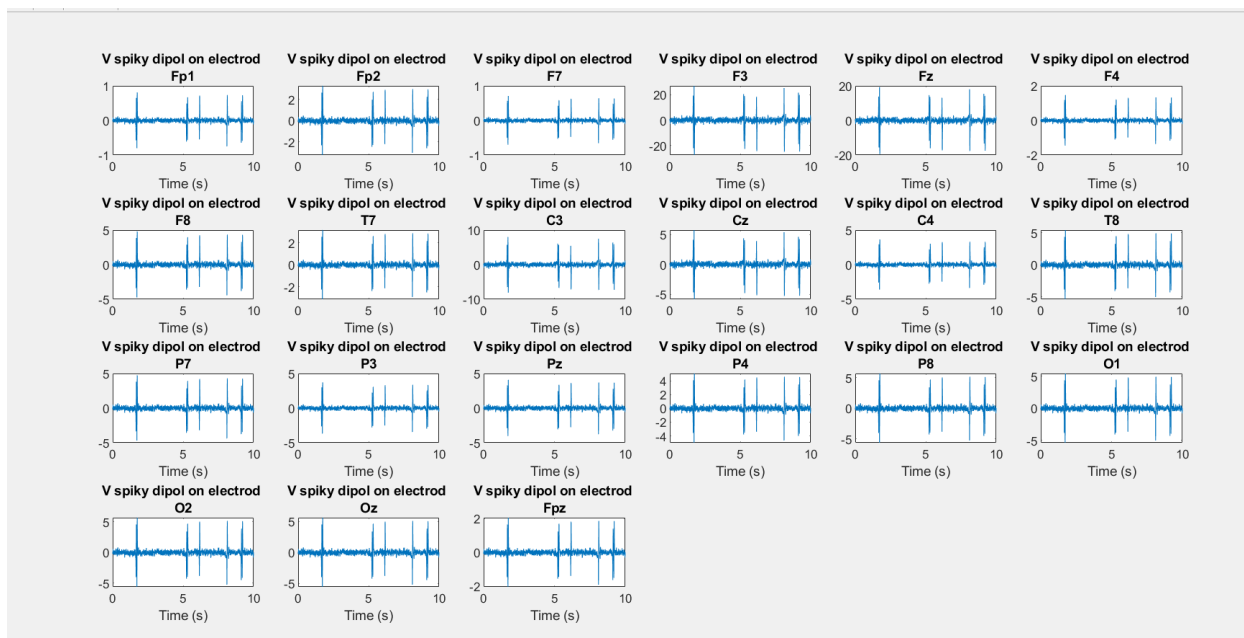 V spiky dipol on electrod
Fp1
1
0
-1
0 5 10
Time (s)
V spiky dipol on electrod
Fp2
2
0
-2
0 5 10
Time (s)
V spiky dipol on electrod
F7
1
0
-1
0 5 10
Time (s)
V spiky dipol on electrod
F3
20
0
-20
0 5 10
Time (s)
V spiky dipol on electrod
Fz
20
0
-20
0 5 10
Time (s)
V spiky dipol on electrod
F4
2
0
-2
0 5 10
Time (s)
V spiky dipol on electrod
F8
5
0
-5
0 5 10
Time (s)
V spiky dipol on electrod
T7
2
0
-2
0 5 10
Time (s)
V spiky dipol on electrod
C3
10
0
-10
0 5 10
Time (s)
V spiky dipol on electrod
Cz
5
0
-5
0 5 10
Time (s)
V spiky dipol on electrod
C4
5
0
-5
0 5 10
Time (s)
V spiky dipol on electrod
T8
5
0
-5
0 5 10
Time (s)
V spiky dipol on electrod
P7
5
0
-5
0 5 10
Time (s)
V spiky dipol on electrod
P3
5
0
-5
0 5 10
Time (s)
V spiky dipol on electrod
Pz
5
0
-5
0 5 10
Time (s)
V spiky dipol on electrod
P4
4
2
0
-2
-4
0 5 10
Time (s)
V spiky dipol on electrod
P8
5
0
-5
0 5 10
Time (s)
V spiky dipol on electrod
O1
5
0
-5
0 5 10
Time (s)
V spiky dipol on electrod
O2
5
0
-5
0 5 10
Time (s)
V spiky dipol on electrod
Oz
5
0
-5
0 5 10
Time (s)
V spiky dipol on electrod
Fpz
2
0
-2
0 5 10
Time (s)